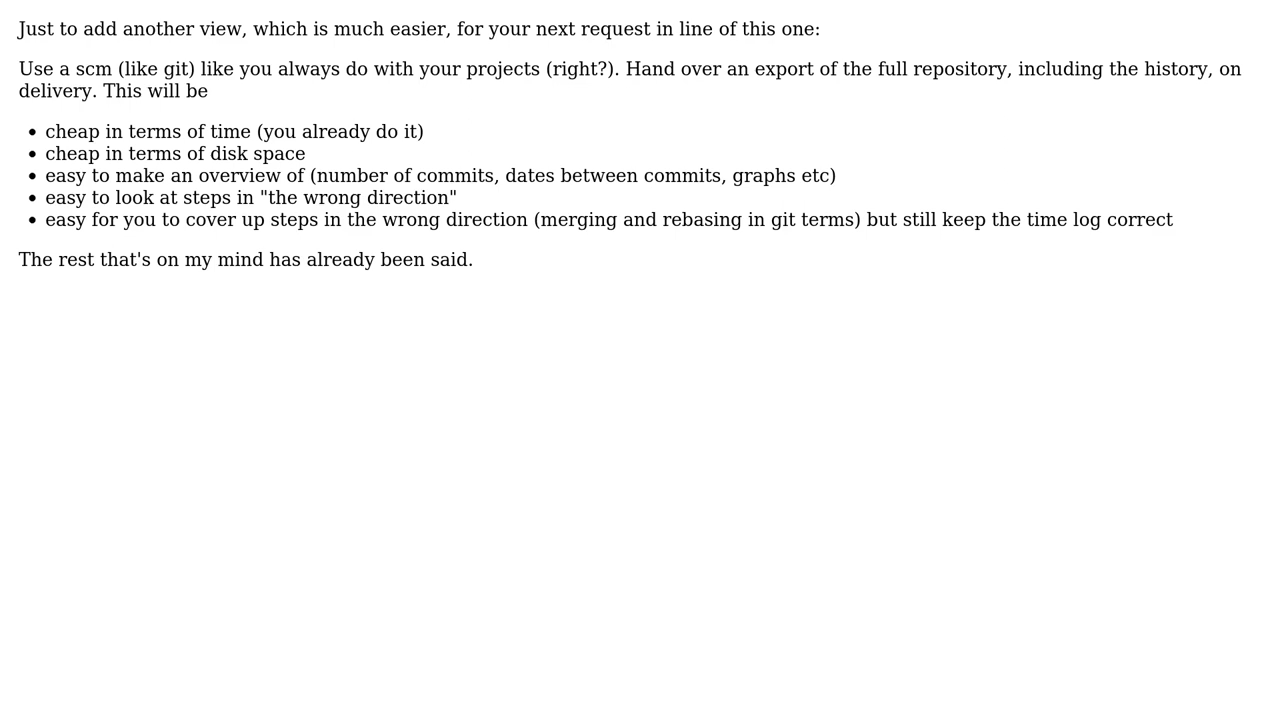 Just to add another view, which is much easier, for your next request in line of this one:
Use a scm (like git) like you always do with your projects (right?). Hand over an export of the full repository, including the history, on
delivery. This will be
• cheap in terms of time (you already do it)
• cheap in terms of disk space
• easy to make an overview of (number of commits, dates between commits, graphs etc)
• easy to look at steps in "the wrong direction"
• easy for you to cover up steps in the wrong direction (merging and rebasing in git terms) but still keep the time log correct
The rest that's on my mind has already been said.